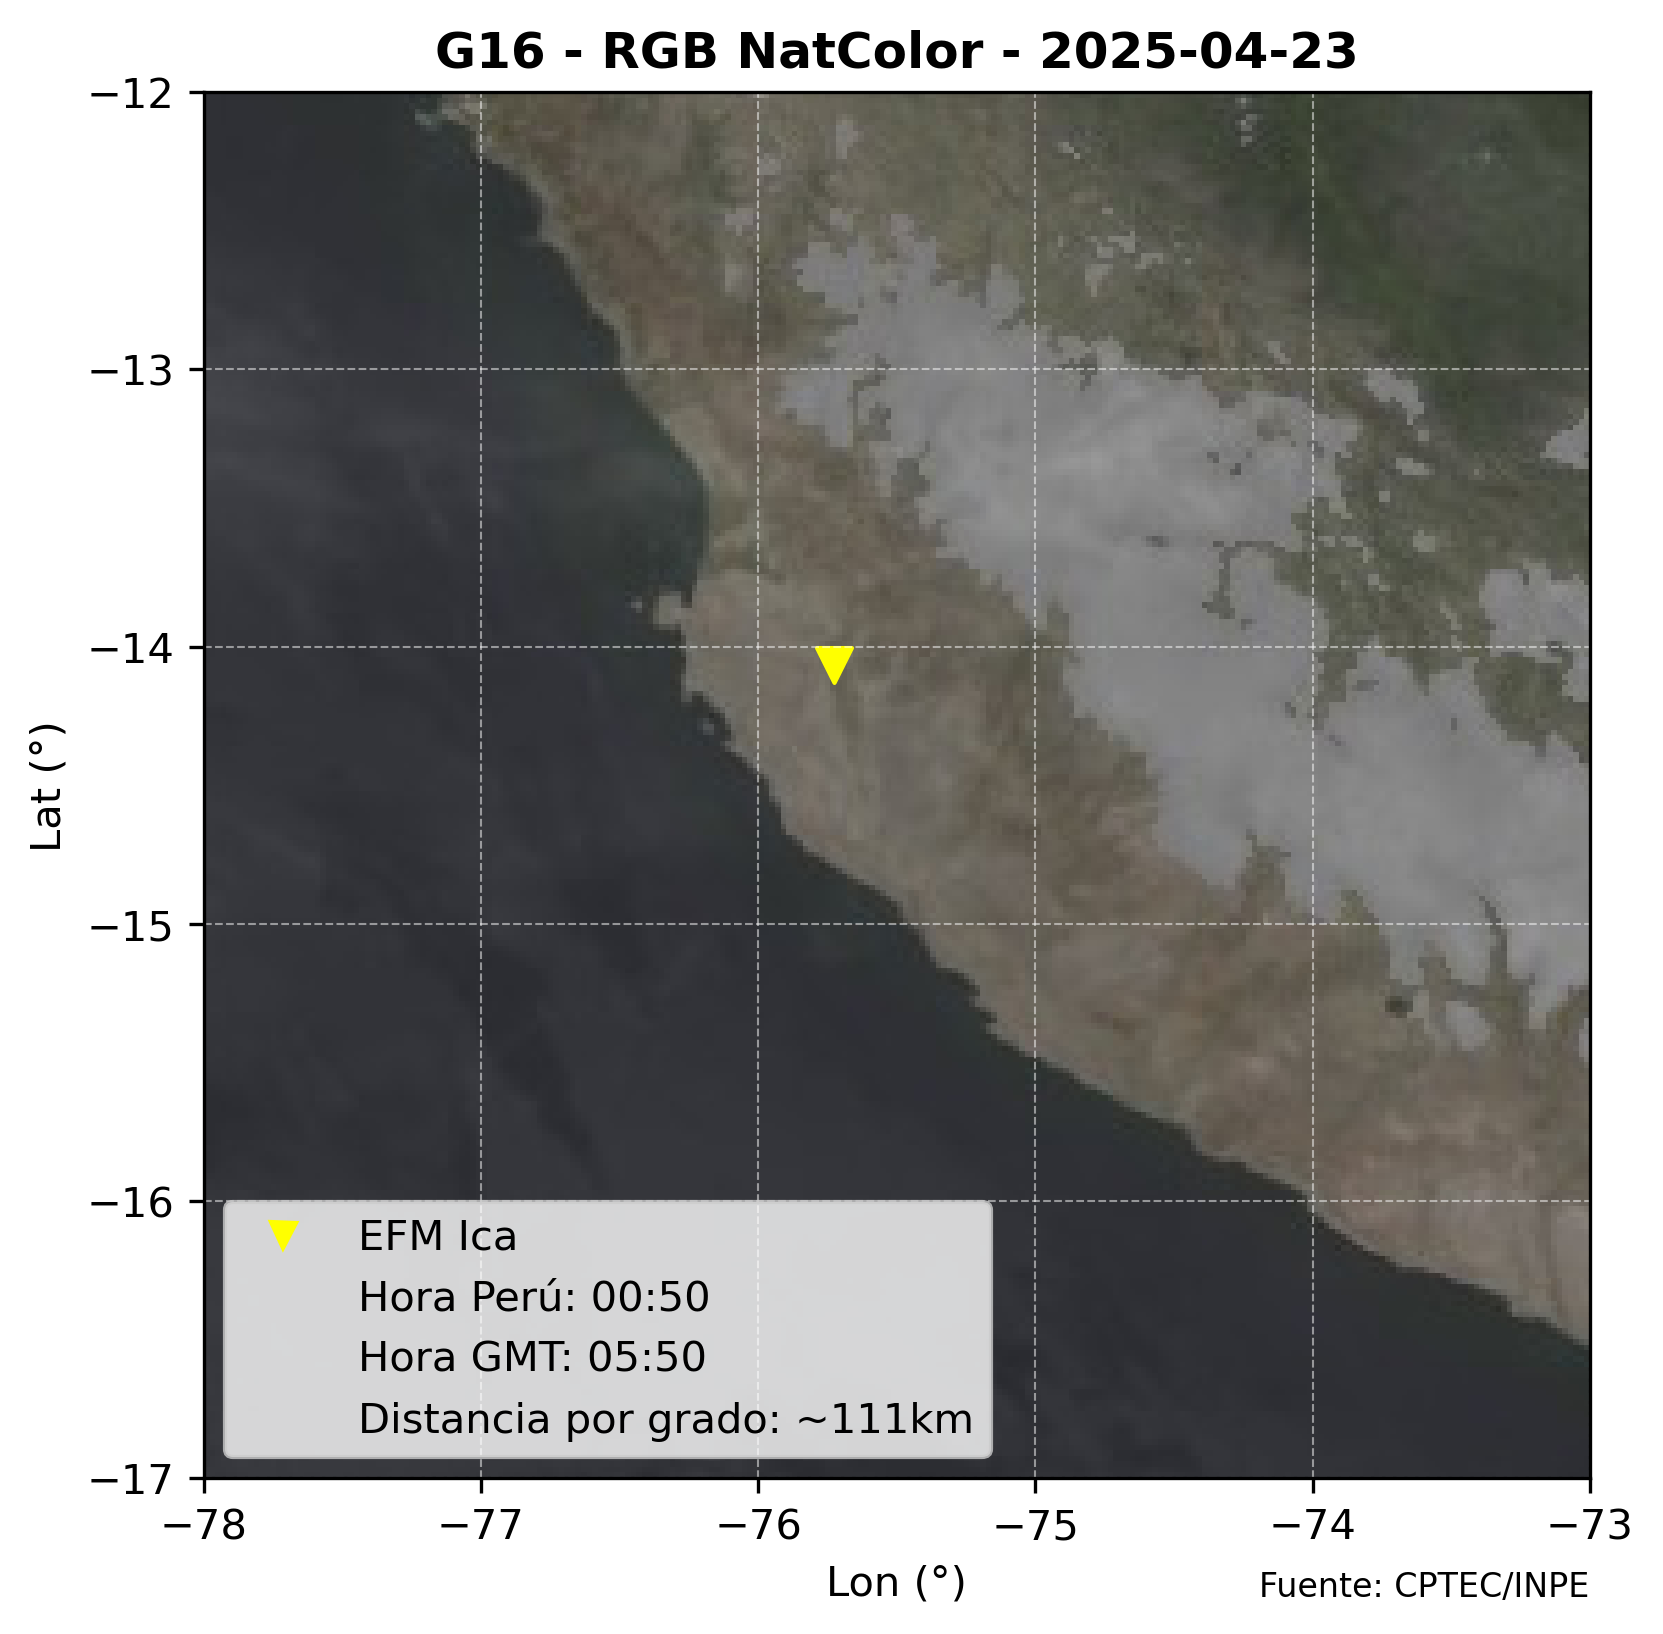 G16 - RGB NatColor - 2025-04-23
−12
−13
−14
−15
−16
−17
Lat (°)
EFM Ica
Hora Perú: 00:50
Hora GMT: 05:50
Distancia por grado: ~111km
−78 −77 −76 −75 −74 −73
Lon (°)
Fuente: CPTEC/INPE